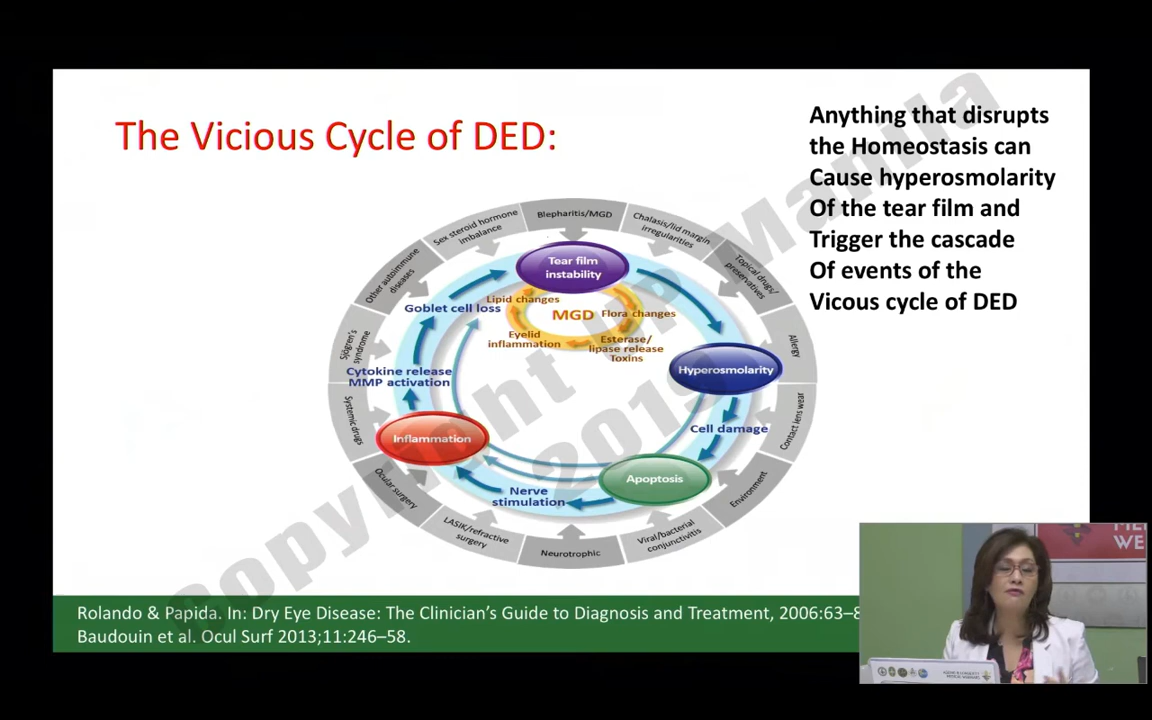 The Vicious Cycle of DED:
Anything that disrupts
the Homeostasis can
Cause hyperosmolarity
Of the tear film and
Trigger the cascade
Of events of the
Vicous cycle of DED
Blepharitis/MGD
Chalasis/lid margin
irregularities
Topical drugs/
preservatives
Allergy
Contact lens wear
Environment
Viral/bacterial
conjunctivitis
Neurotrophic
LASIK/refractive
surgery
Ocular surgery
Systemic drugs
Sjögren's
syndrome
Other autoimmune
diseases
Sex steroid hormone
imbalance
Tear film
instability
Hyperosmolarity
Cell damage
Apoptosis
Nerve
stimulation
Inflammation
Cytokine release
MMP activation
Goblet cell loss
Lipid changes
MGD
Flora changes
Esterase/
lipase release
Toxins
Eyelid
inflammation
Copyright UP Manila
2019
Rolando & Papida. In: Dry Eye Disease: The Clinician's Guide to Diagnosis and Treatment, 2006:63–8
Baudouin et al. Ocul Surf 2013;11:246–58.
WE